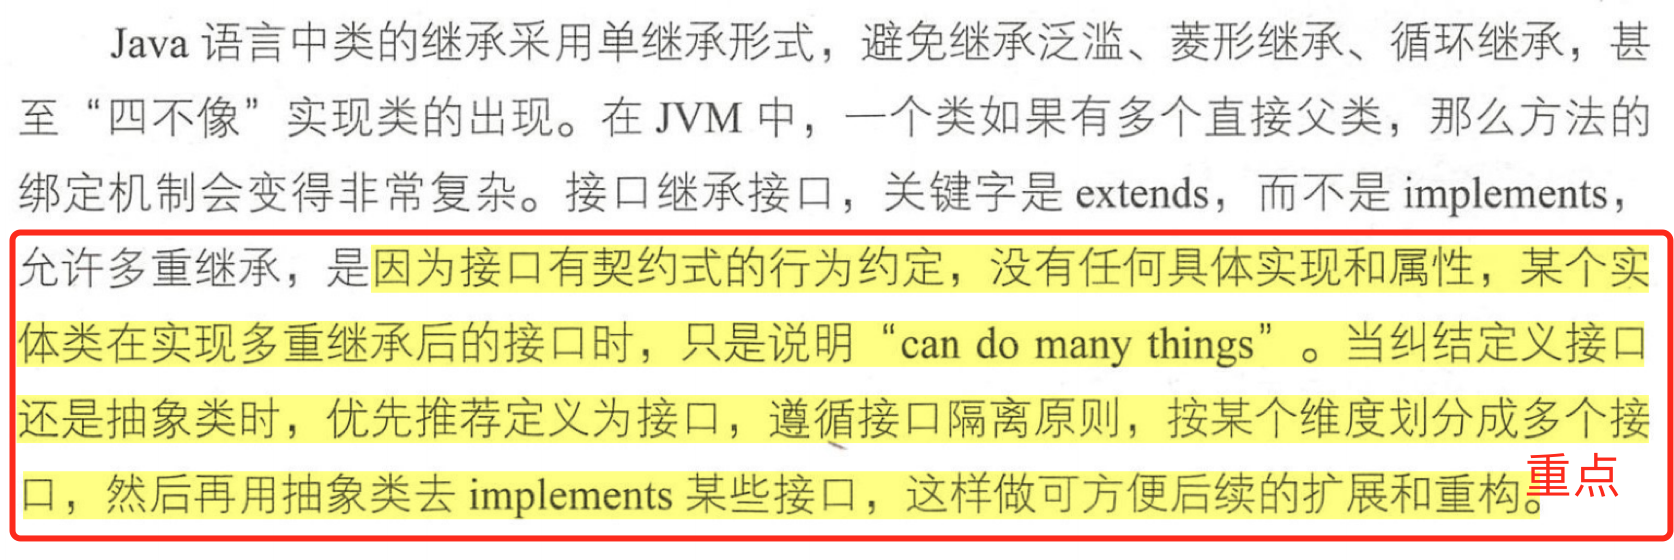 Java 语言中类的继承采用单继承形式，避免继承泛滥、菱形继承、循环继承，甚
至“四不像”实现类的出现。在 JVM 中，一个类如果有多个直接父类，那么方法的
绑定机制会变得非常复杂。接口继承接口，关键字是 extends，而不是 implements，
允许多重继承，是因为接口有契约式的行为约定，没有任何具体实现和属性，某个实
体类在实现多重继承后的接口时，只是说明“can do many things”。当纠结定义接口
还是抽象类时，优先推荐定义为接口，遵循接口隔离原则，按某个维度划分成多个接
口，然后再用抽象类去 implements 某些接口，这样做可方便后续的扩展和重构。
重点